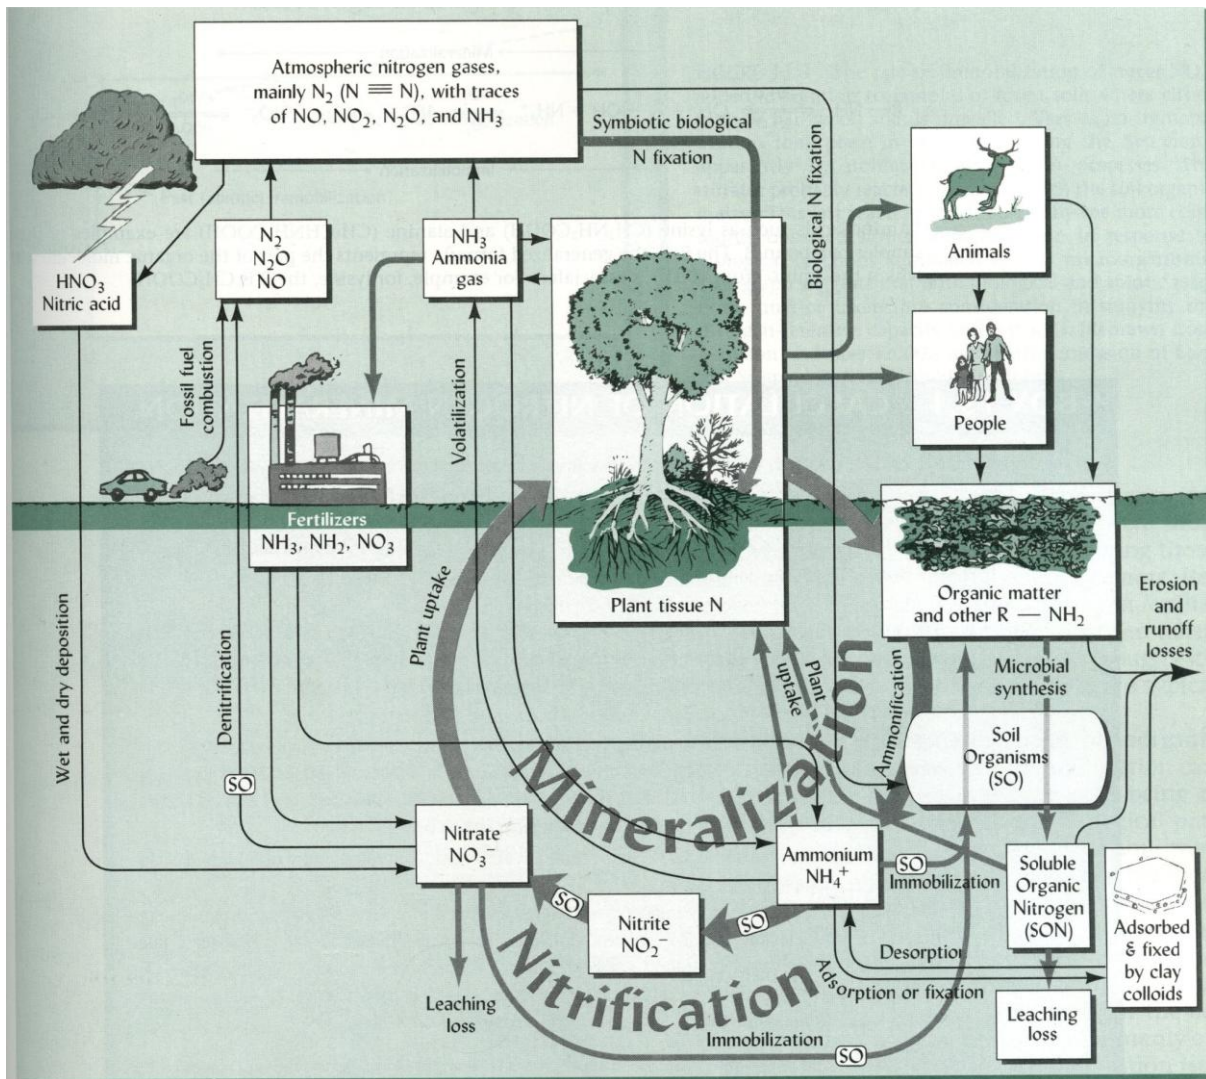 Atmospheric nitrogen gases,
mainly N₂ (N ≡ N), with traces
of NO, NO₂, N₂O, and NH₃
Symbiotic biological
N fixation
Biological N fixation
HNO₃
Nitric acid
N₂
N₂O
NO
NH₃
Ammonia
gas
Animals
People
Fossil fuel
combustion
Volatilization
Fertilizers
NH₃, NH₂, NO₃
Plant tissue N
Organic matter
and other R — NH₂
Erosion and
runoff
losses
Wet and dry deposition
Denitrification
SO
Plant uptake
Plant
uptake
Mineralization
Ammonification
Microbial
synthesis
Soil
Organisms
(SO)
Nitrate
NO₃⁻
Ammonium
NH₄⁺
SO
Immobilization
Soluble
Organic
Nitrogen
(SON)
Adsorbed
& fixed
by clay
colloids
SO
Nitrite
NO₂⁻
SO
Nitrification
Desorption
Adsorption or fixation
Leaching
loss
Leaching
loss
Immobilization
SO